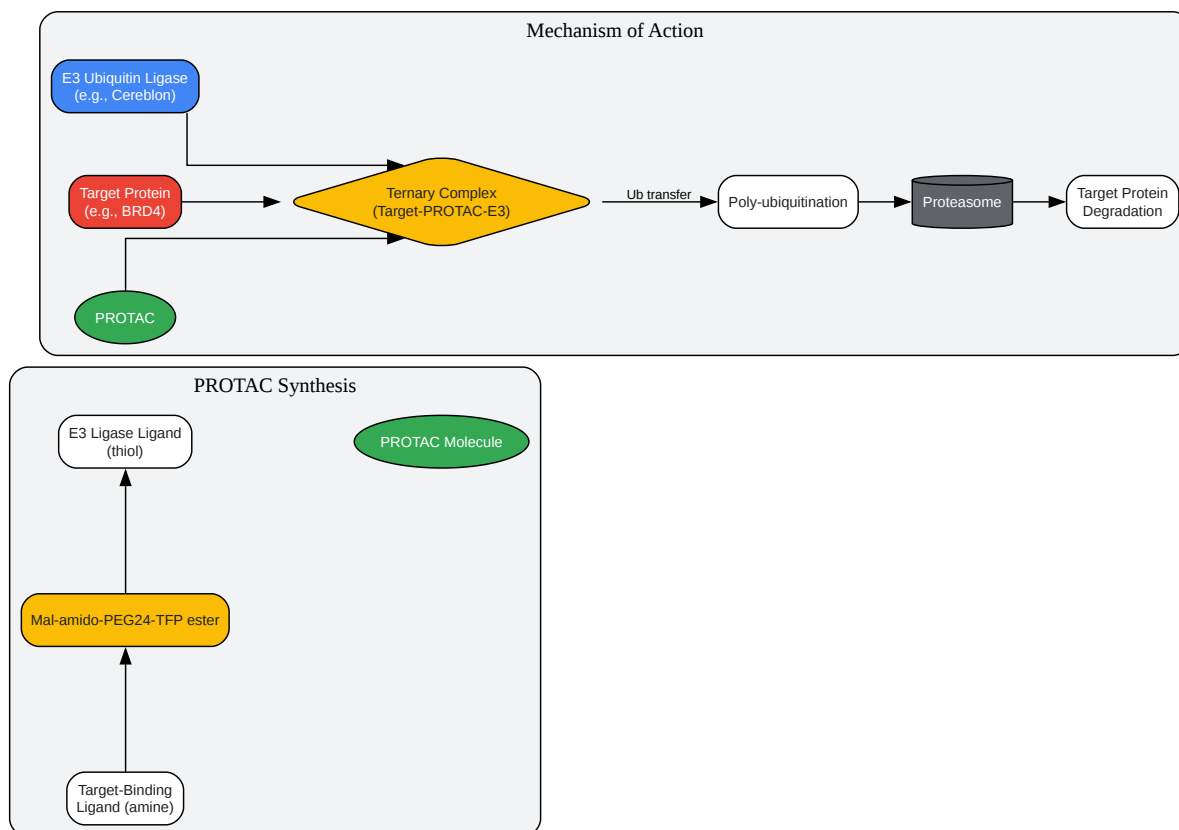 Mechanism of Action
E3 Ubiquitin Ligase
(e.g., Cereblon)
Target Protein
(e.g., BRD4)
PROTAC
Ternary Complex
(Target-PROTAC-E3)
Ub transfer
Poly-ubiquitination
Proteasome
Target Protein
Degradation
PROTAC Synthesis
E3 Ligase Ligand
(thiol)
PROTAC Molecule
Mal-amido-PEG24-TFP ester
Target-Binding
Ligand (amine)